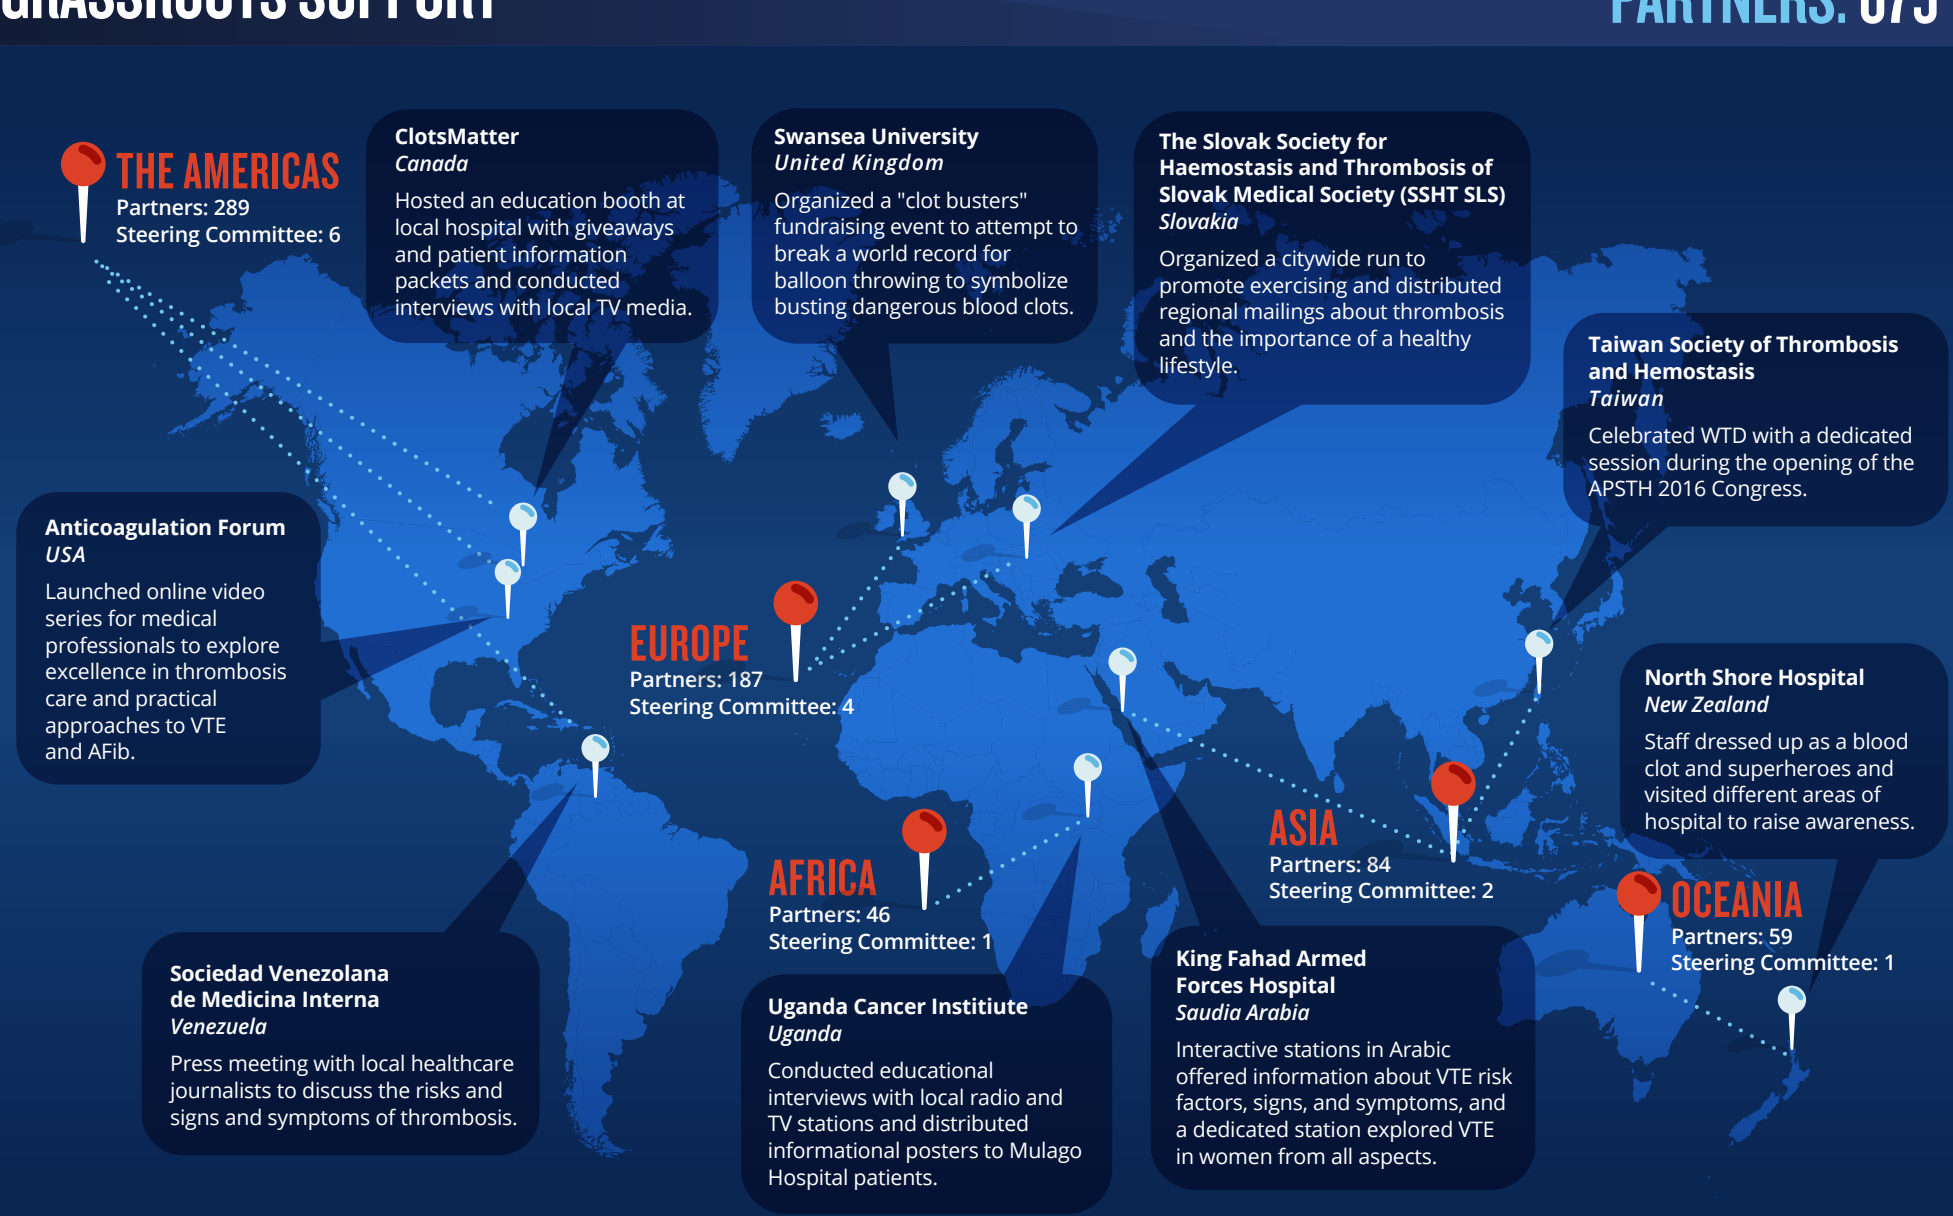 GRASSROOTS SUPPORT
PARTNERS: 675
THE AMERICAS
Partners: 289
Steering Committee: 6
ClotsMatter
Canada
Hosted an education booth at
local hospital with giveaways
and patient information
packets and conducted
interviews with local TV media.
Swansea University
United Kingdom
Organized a "clot busters"
fundraising event to attempt to
break a world record for
balloon throwing to symbolize
busting dangerous blood clots.
The Slovak Society for
Haemostasis and Thrombosis of
Slovak Medical Society (SSHT SLS)
Slovakia
Organized a citywide run to
promote exercising and distributed
regional mailings about thrombosis
and the importance of a healthy
lifestyle.
Taiwan Society of Thrombosis
and Hemostasis
Taiwan
Celebrated WTD with a dedicated
session during the opening of the
APSTH 2016 Congress.
Anticoagulation Forum
USA
Launched online video
series for medical
professionals to explore
excellence in thrombosis
care and practical
approaches to VTE
and AFib.
EUROPE
Partners: 187
Steering Committee: 4
North Shore Hospital
New Zealand
Staff dressed up as a blood
clot and superheroes and
visited different areas of
hospital to raise awareness.
ASIA
Partners: 84
Steering Committee: 2
AFRICA
Partners: 46
Steering Committee: 1
OCEANIA
Partners: 59
Steering Committee: 1
Sociedad Venezolana
de Medicina Interna
Venezuela
Press meeting with local healthcare
journalists to discuss the risks and
signs and symptoms of thrombosis.
Uganda Cancer Institiute
Uganda
Conducted educational
interviews with local radio and
TV stations and distributed
informational posters to Mulago
Hospital patients.
King Fahad Armed
Forces Hospital
Saudia Arabia
Interactive stations in Arabic
offered information about VTE risk
factors, signs, and symptoms, and
a dedicated station explored VTE
in women from all aspects.